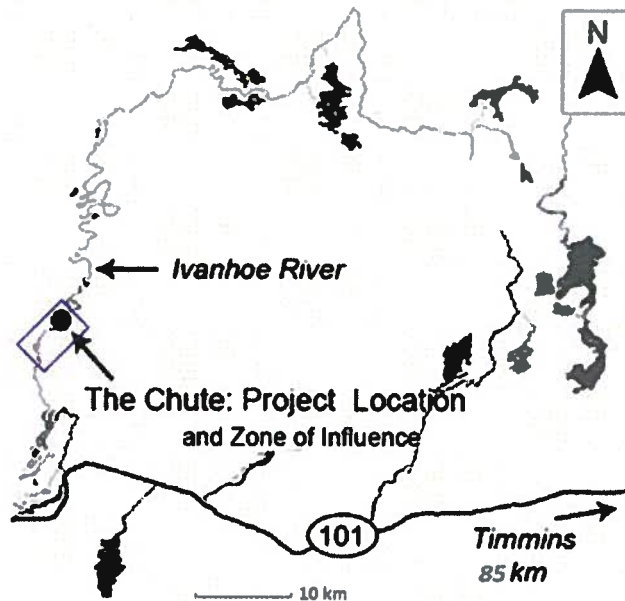 N
Ivanhoe River
The Chute: Project Location
and Zone of Influence
101
Timmins
85 km
10 km